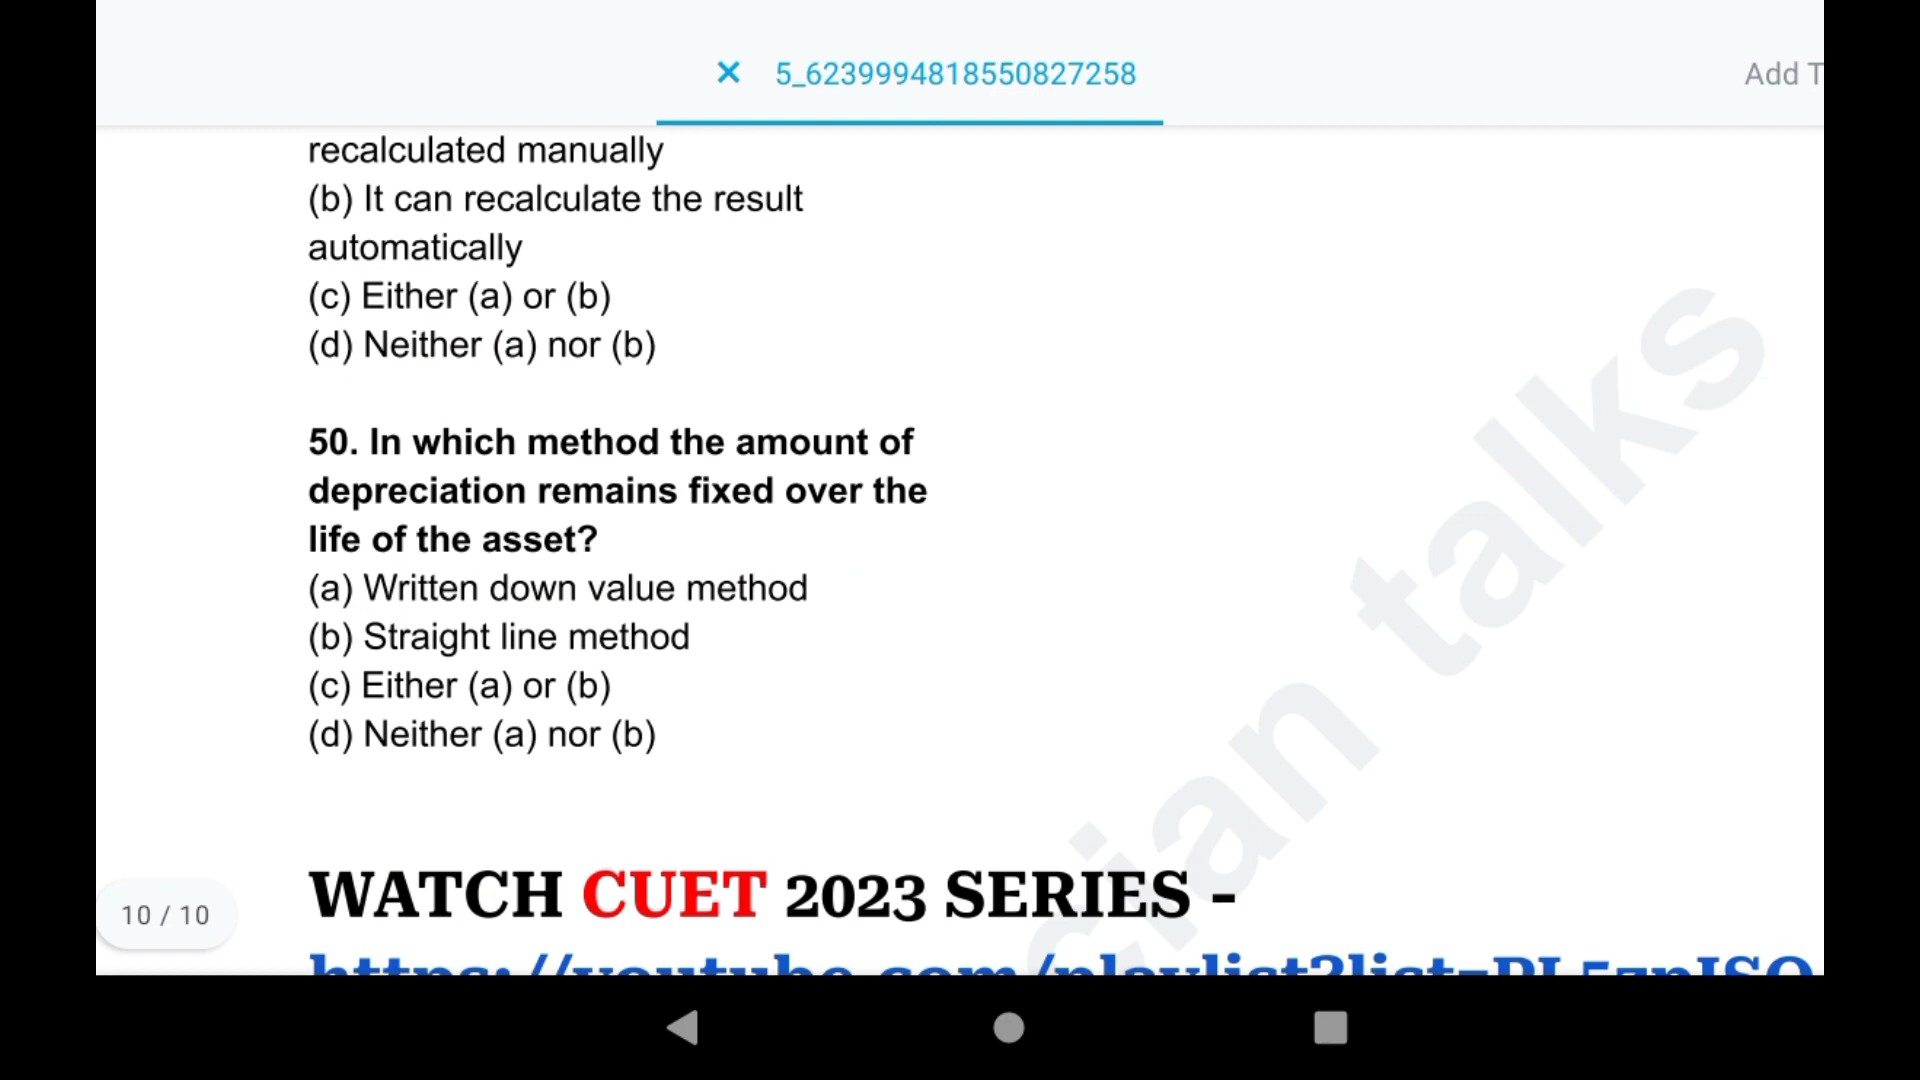 5_6239994818550827258
Add T
recalculated manually
(b) It can recalculate the result
automatically
(c) Either (a) or (b)
(d) Neither (a) nor (b)
50. In which method the amount of
depreciation remains fixed over the
life of the asset?
(a) Written down value method
(b) Straight line method
(c) Either (a) or (b)
(d) Neither (a) nor (b)
cian talks
WATCH CUET 2023 SERIES -
10 / 10